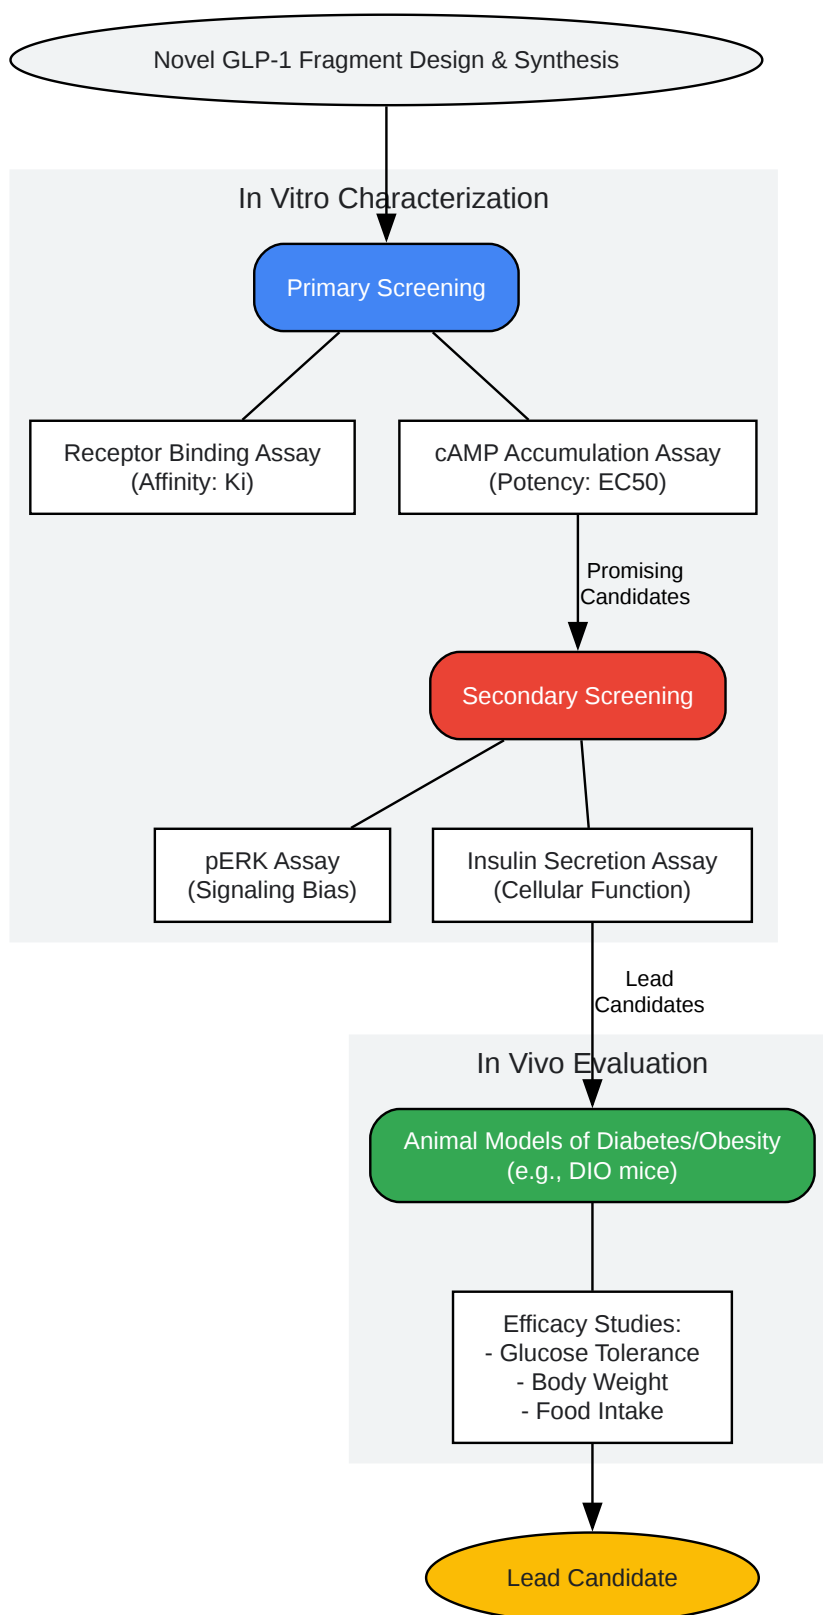 Novel GLP-1 Fragment Design & Synthesis
In Vitro Characterization
Primary Screening
Receptor Binding Assay
(Affinity: Ki)
cAMP Accumulation Assay
(Potency: EC50)
Promising
Candidates
Secondary Screening
pERK Assay
(Signaling Bias)
Insulin Secretion Assay
(Cellular Function)
Lead
Candidates
In Vivo Evaluation
Animal Models of Diabetes/Obesity
(e.g., DIO mice)
Efficacy Studies:
- Glucose Tolerance
- Body Weight
- Food Intake
Lead Candidate